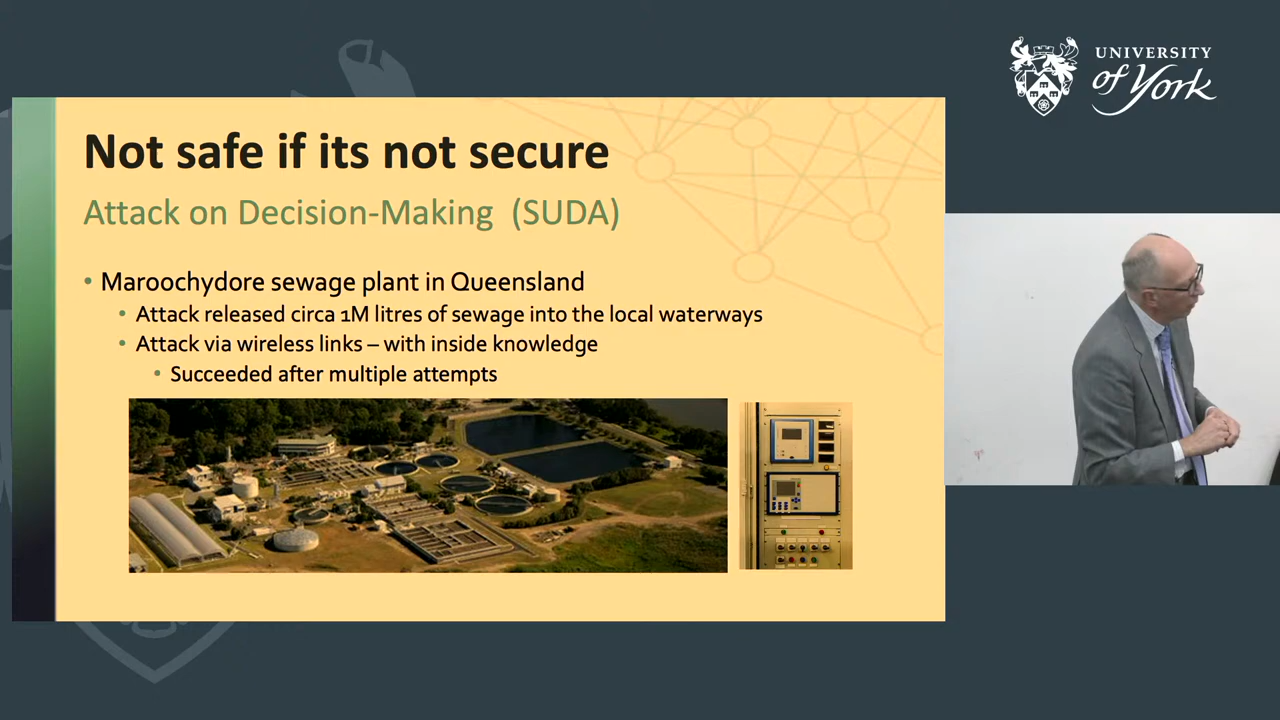 UNIVERSITY
of York
Not safe if its not secure
Attack on Decision-Making (SUDA)
• Maroochydore sewage plant in Queensland
• Attack released circa 1M litres of sewage into the local waterways
• Attack via wireless links – with inside knowledge
• Succeeded after multiple attempts